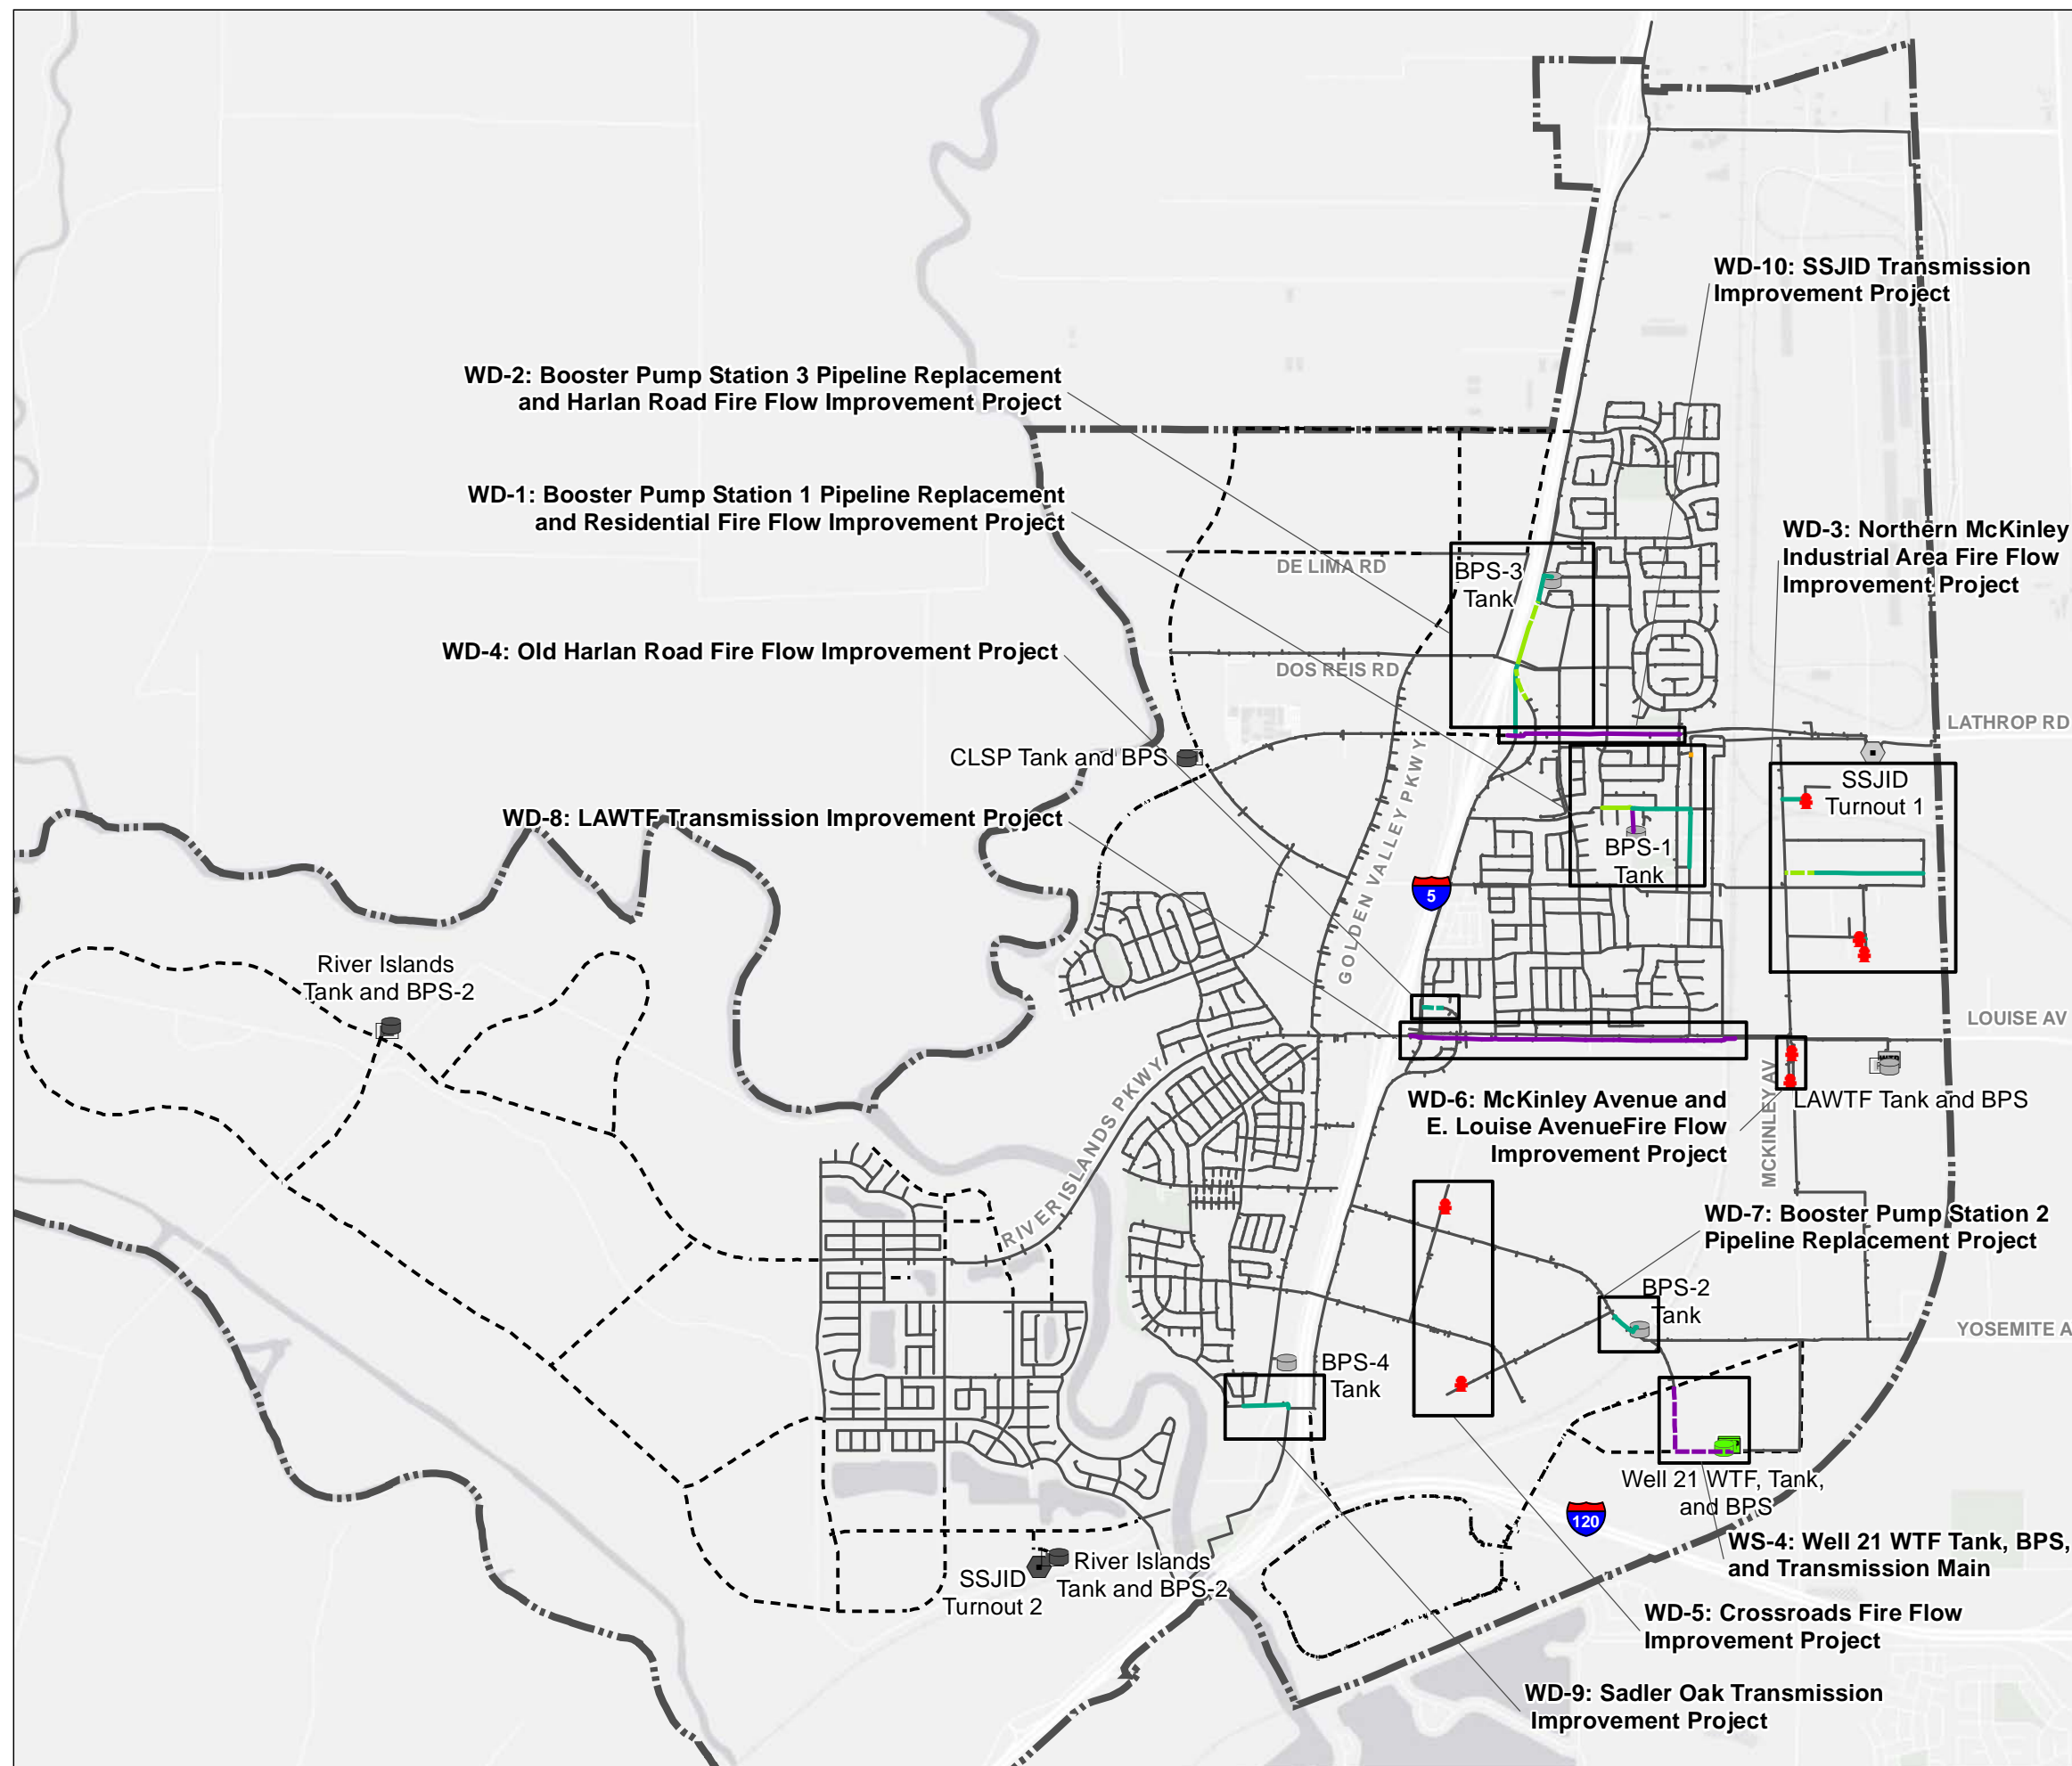 WD-10: SSJID Transmission
Improvement Project
WD-2: Booster Pump Station 3 Pipeline Replacement
and Harlan Road Fire Flow Improvement Project
WD-1: Booster Pump Station 1 Pipeline Replacement
and Residential Fire Flow Improvement Project
WD-3: Northern McKinley
Industrial Area Fire Flow
Improvement Project
DE LIMA RD
BPS-3
Tank
WD-4: Old Harlan Road Fire Flow Improvement Project
DOS REIS RD
LATHROP RD
CLSP Tank and BPS
SSJID
Turnout 1
WD-8: LAWTF Transmission Improvement Project
GOLDEN VALLEY PKWY
BPS-1
Tank
5
River Islands
Tank and BPS-2
LOUISE AV
RIVER ISLANDS PKWY
MCKINLEY AV
LAWTF Tank and BPS
WD-6: McKinley Avenue and
E. Louise AvenueFire Flow
Improvement Project
WD-7: Booster Pump Station 2
Pipeline Replacement Project
BPS-2
Tank
YOSEMITE A
BPS-4
Tank
Well 21 WTF, Tank,
and BPS
120
WS-4: Well 21 WTF Tank, BPS,
and Transmission Main
River Islands
Tank and BPS-2
SSJID
Turnout 2
WD-5: Crossroads Fire Flow
Improvement Project
WD-9: Sadler Oak Transmission
Improvement Project